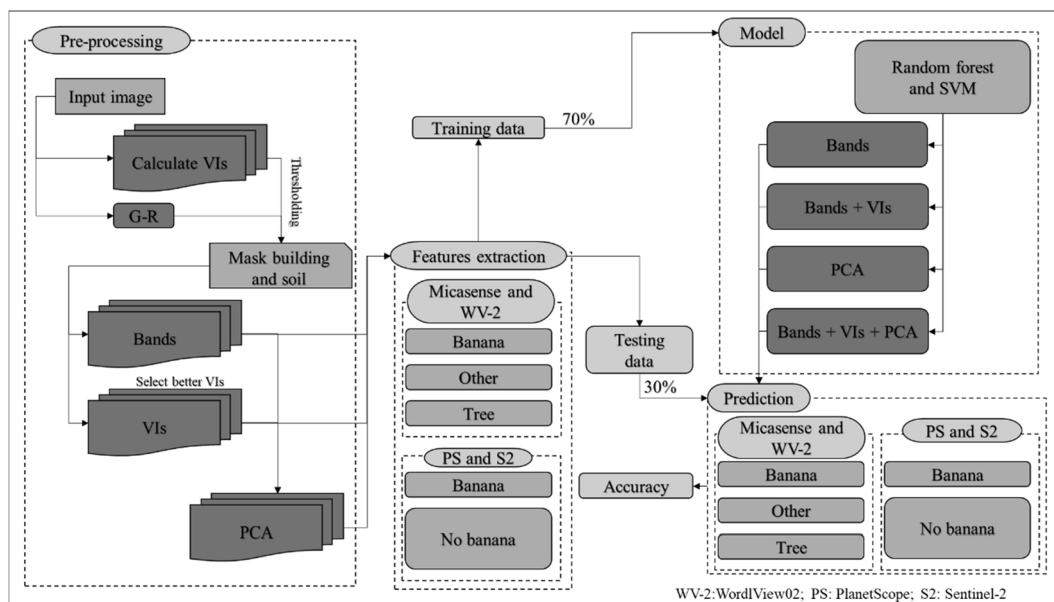 Pre-processing
Input image
Calculate VIs
Thresholding
G-R
Mask building
and soil
Bands
Select better VIs
VIs
PCA
Training data
70%
Features extraction
Micasense and
WV-2
Banana
Other
Tree
PS and S2
Banana
No banana
Testing
data
30%
Model
Random forest
and SVM
Bands
Bands + VIs
PCA
Bands + VIs + PCA
Prediction
Micasense and
WV-2
Banana
Other
Tree
PS and S2
Banana
No banana
Accuracy
WV-2:WordlView02; PS: PlanetScope; S2: Sentinel-2